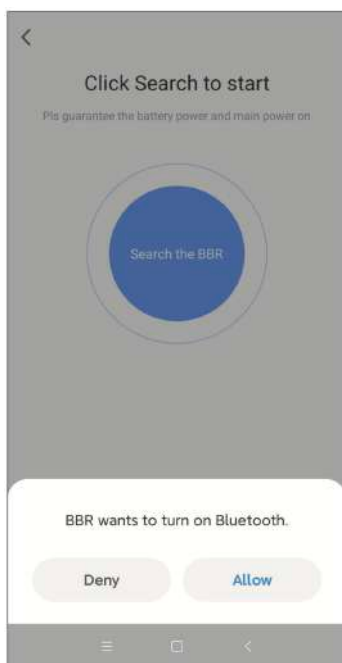 Click Search to start
Pls guarantee the battery power and main power on
Search the BBR
BBR wants to turn on Bluetooth.
Deny
Allow